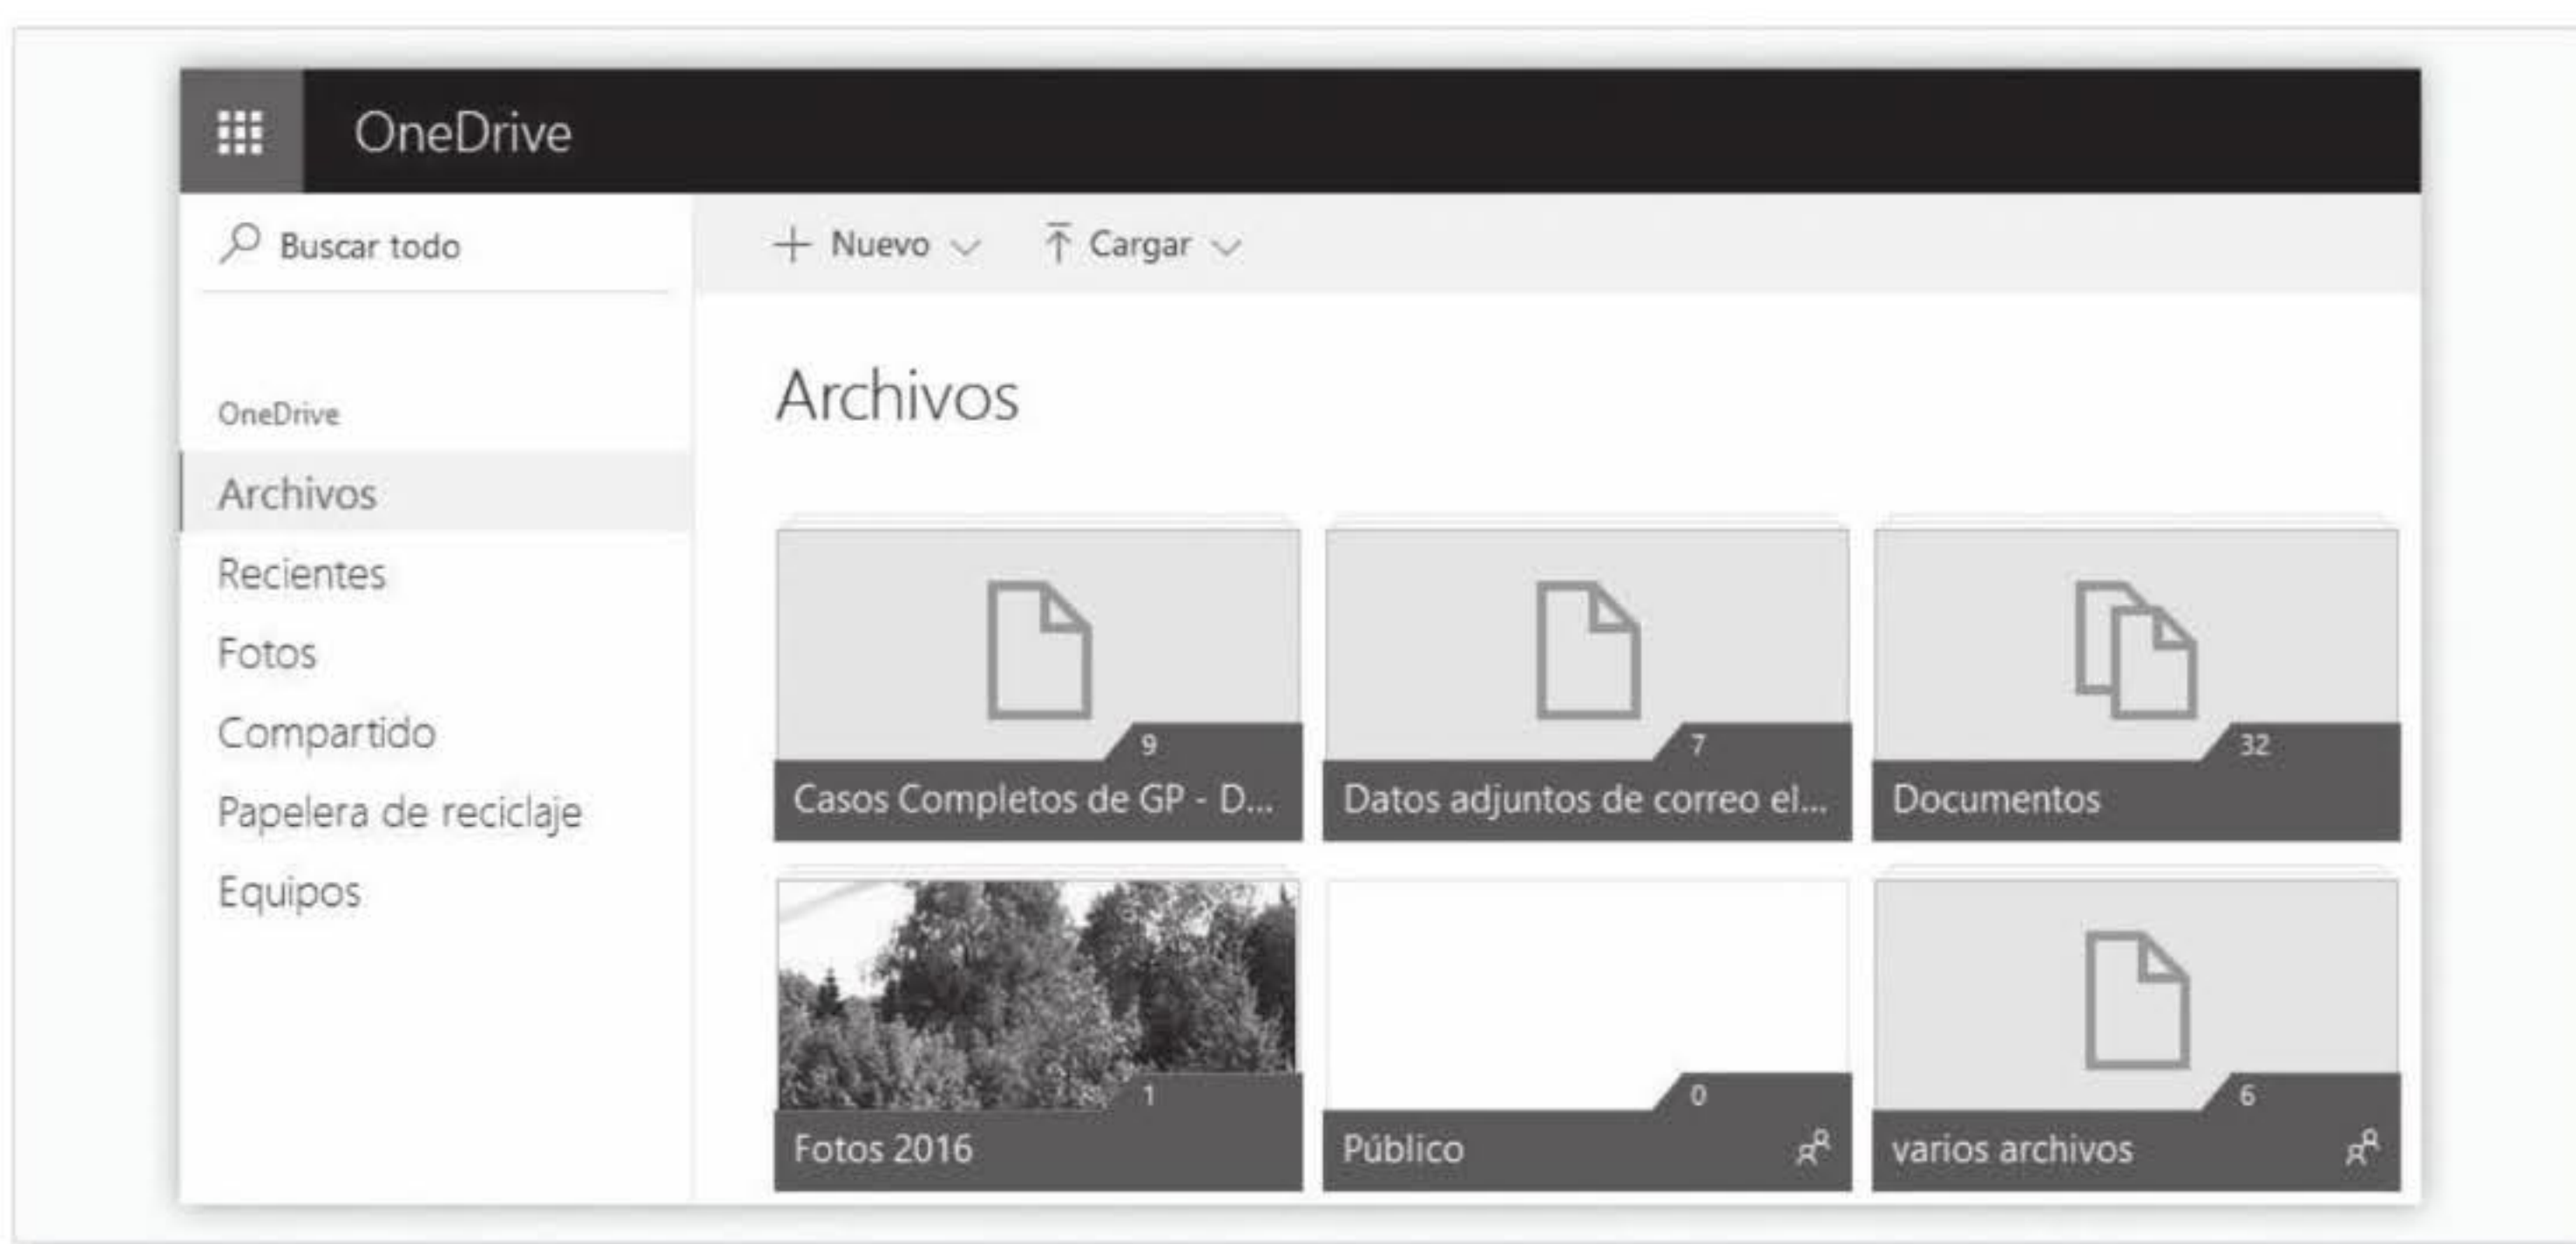 OneDrive
Buscar todo
Nuevo
Cargar
OneDrive
Archivos
Recientes
Fotos
Compartido
Papelera de reciclaje
Equipos
Archivos
9
Casos Completos de GP - D...
7
Datos adjuntos de correo el...
32
Documentos
1
Fotos 2016
0
Público
6
varios archivos